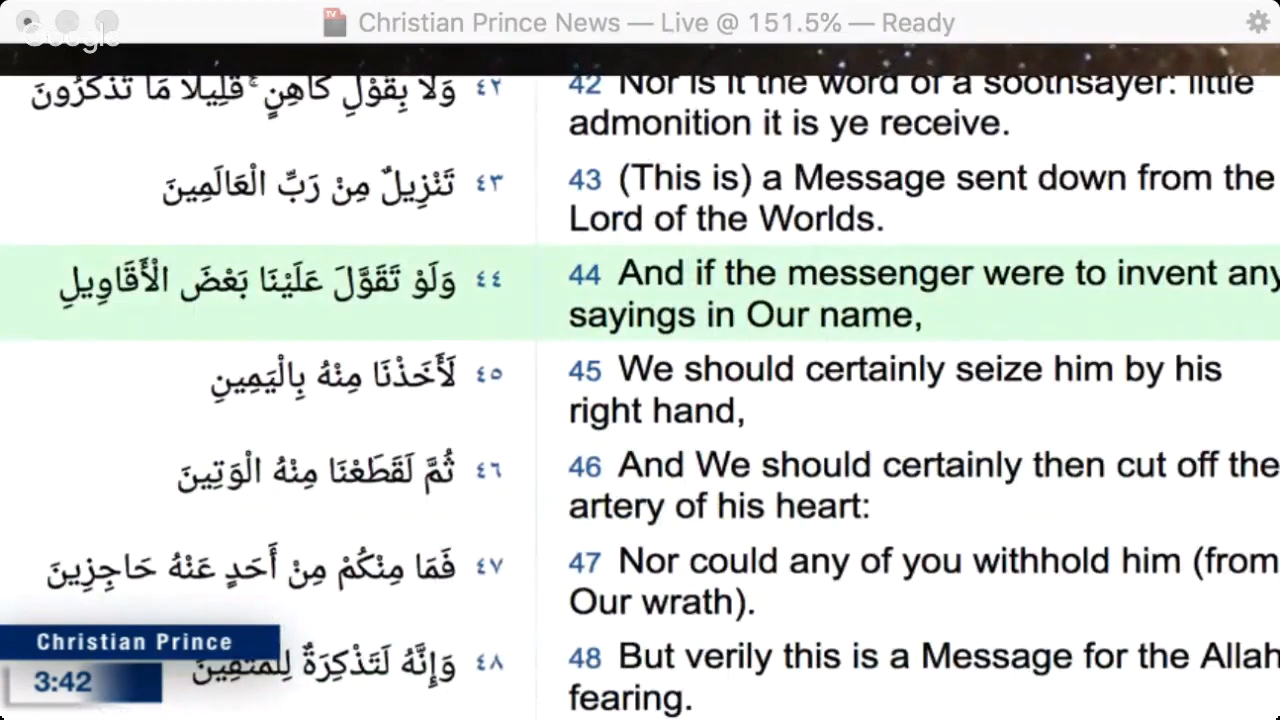 Christian Prince News — Live @ 151.5% — Ready
Google
وَلَا بِقَوْلِ كَاهِنٍ ۚ قَلِيلًا مَا تَذَكَّرُونَ ٤٢
42 Nor is it the word of a soothsayer: little
admonition it is ye receive.
تَنْزِيلٌ مِنْ رَبِّ الْعَالَمِينَ ٤٣
43 (This is) a Message sent down from the
Lord of the Worlds.
وَلَوْ تَقَوَّلَ عَلَيْنَا بَعْضَ الْأَقَاوِيلِ ٤٤
44 And if the messenger were to invent any
sayings in Our name,
لَأَخَذْنَا مِنْهُ بِالْيَمِينِ ٤٥
45 We should certainly seize him by his
right hand,
ثُمَّ لَقَطَعْنَا مِنْهُ الْوَتِينَ ٤٦
46 And We should certainly then cut off the
artery of his heart:
فَمَا مِنْكُمْ مِنْ أَحَدٍ عَنْهُ حَاجِزِينَ ٤٧
47 Nor could any of you withhold him (from
Our wrath).
وَإِنَّهُ لَتَذْكِرَةٌ لِلْمُتَّقِينَ ٤٨
48 But verily this is a Message for the Allah
fearing.
Christian Prince
3:42